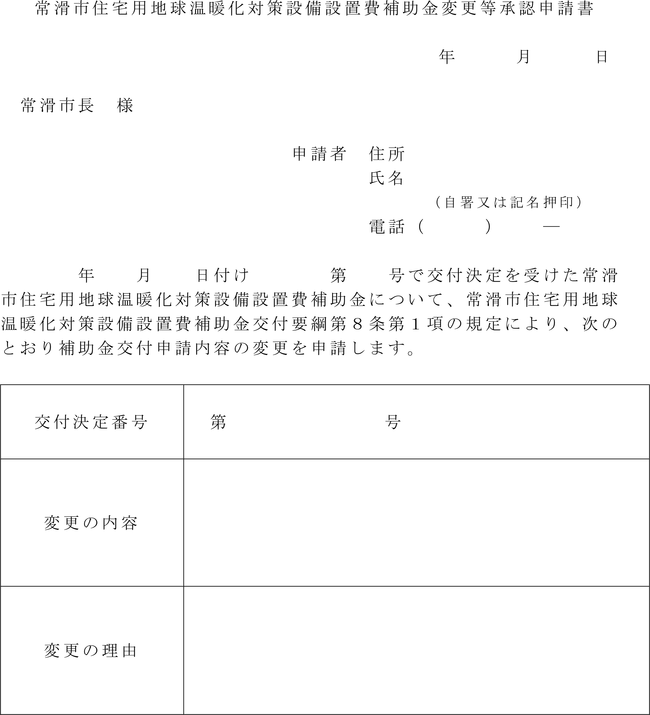 常滑市住宅用地球温暖化対策設備設置費補助金変更等承認申請書
年　　　月　　　日
常滑市長　様
申請者　住所
氏名
（自署又は記名押印）
電話（　　　）　　―
年　　月　　日付け　　　　第　　号で交付決定を受けた常滑
市住宅用地球温暖化対策設備設置費補助金について、常滑市住宅用地球
温暖化対策設備設置費補助金交付要綱第８条第１項の規定により、次の
とおり補助金交付申請内容の変更を申請します。
交付決定番号　　第　　　　　　　　号
変更の内容
変更の理由